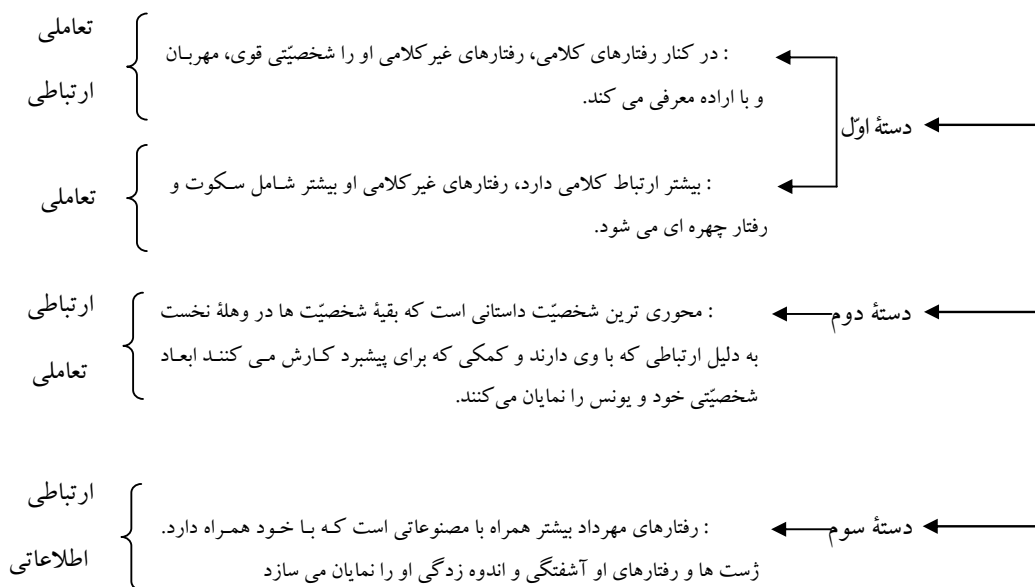 دستهٔ اوّل
: در کنار رفتارهای کلامی، رفتارهای غیرکلامی او را شخصیّتی قوی، مهربان
و با اراده معرفی می کند.
تعاملی
ارتباطی
: بیشتر ارتباط کلامی دارد، رفتارهای غیرکلامی او بیشتر شامل سکوت و
رفتار چهره ای می شود.
تعاملی
دستهٔ دوم
: محوری ترین شخصیّت داستانی است که بقیهٔ شخصیّت ها در وهلهٔ نخست
به دلیل ارتباطی که با وی دارند و کمکی که برای پیشبرد کارش می کنند ابعاد
شخصیّتی خود و یونس را نمایان می‌کنند.
ارتباطی
تعاملی
دستهٔ سوم
: رفتارهای مهرداد بیشتر همراه با مصنوعاتی است که با خود همراه دارد.
ژست ها و رفتارهای او آشفتگی و اندوه زدگی او را نمایان می سازد
ارتباطی
اطلاعاتی